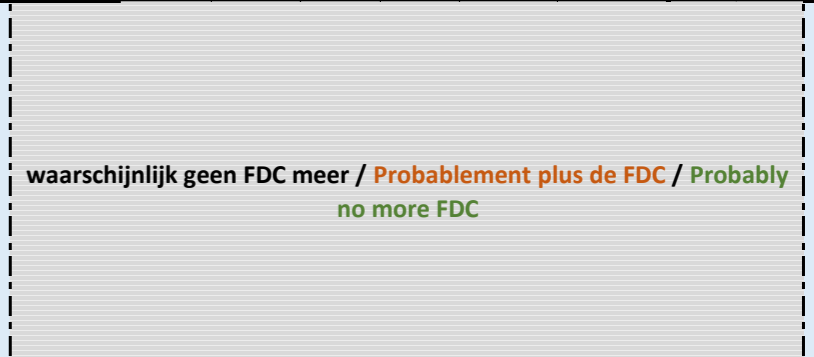 waarschijnlijk geen FDC meer / Probablement plus de FDC / Probably
no more FDC